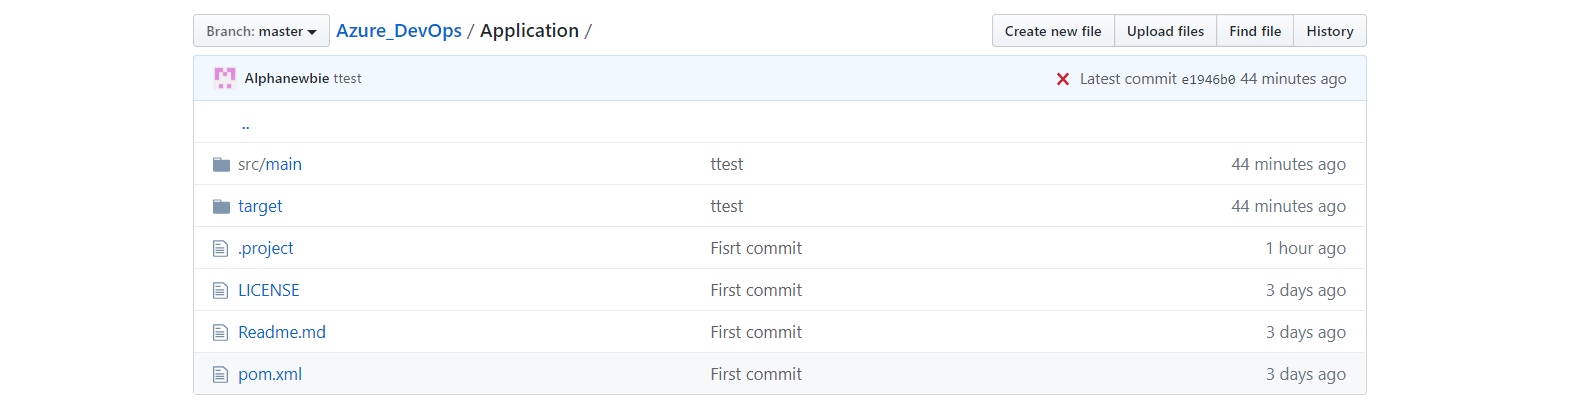 Branch: master Azure_DevOps / Application / Create new file Upload files Find file History
Alphanewbie ttest Latest commit e1946b0 44 minutes ago
..
src/main ttest 44 minutes ago
target ttest 44 minutes ago
.project Fisrt commit 1 hour ago
LICENSE First commit 3 days ago
Readme.md First commit 3 days ago
pom.xml First commit 3 days ago